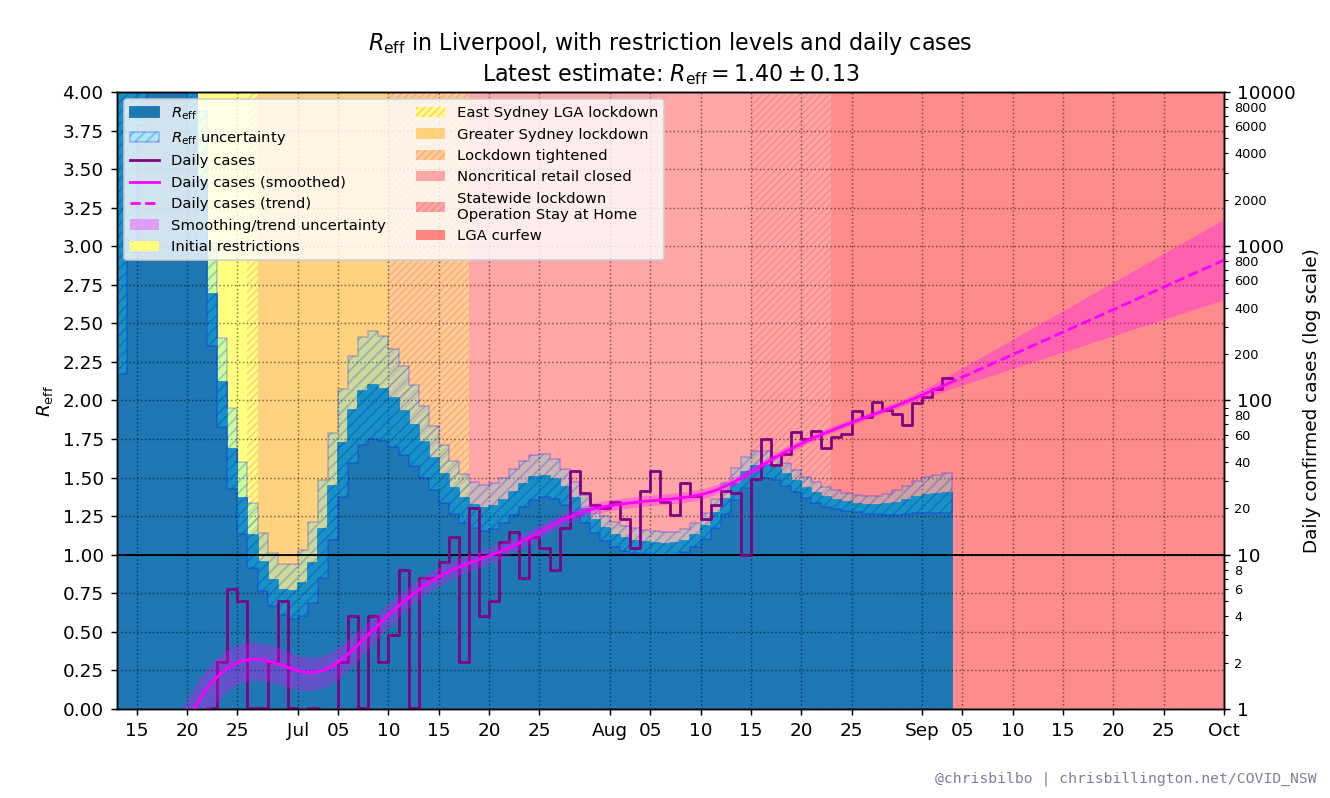 R_eff in Liverpool, with restriction levels and daily cases
Latest estimate: R_eff = 1.40 ± 0.13
R_eff
R_eff uncertainty
Daily cases
Daily cases (smoothed)
Daily cases (trend)
Smoothing/trend uncertainty
Initial restrictions
East Sydney LGA lockdown
Greater Sydney lockdown
Lockdown tightened
Noncritical retail closed
Statewide lockdown
Operation Stay at Home
LGA curfew
R_eff
4.00
3.75
3.50
3.25
3.00
2.75
2.50
2.25
2.00
1.75
1.50
1.25
1.00
0.75
0.50
0.25
0.00
10000
8000
6000
4000
2000
1000
800
600
400
200
100
80
60
40
20
10
8
6
4
2
1
Daily confirmed cases (log scale)
15 20 25 Jul 05 10 15 20 25 Aug 05 10 15 20 25 Sep 05 10 15 20 25 Oct
@chrisbilbo | chrisbillington.net/COVID_NSW